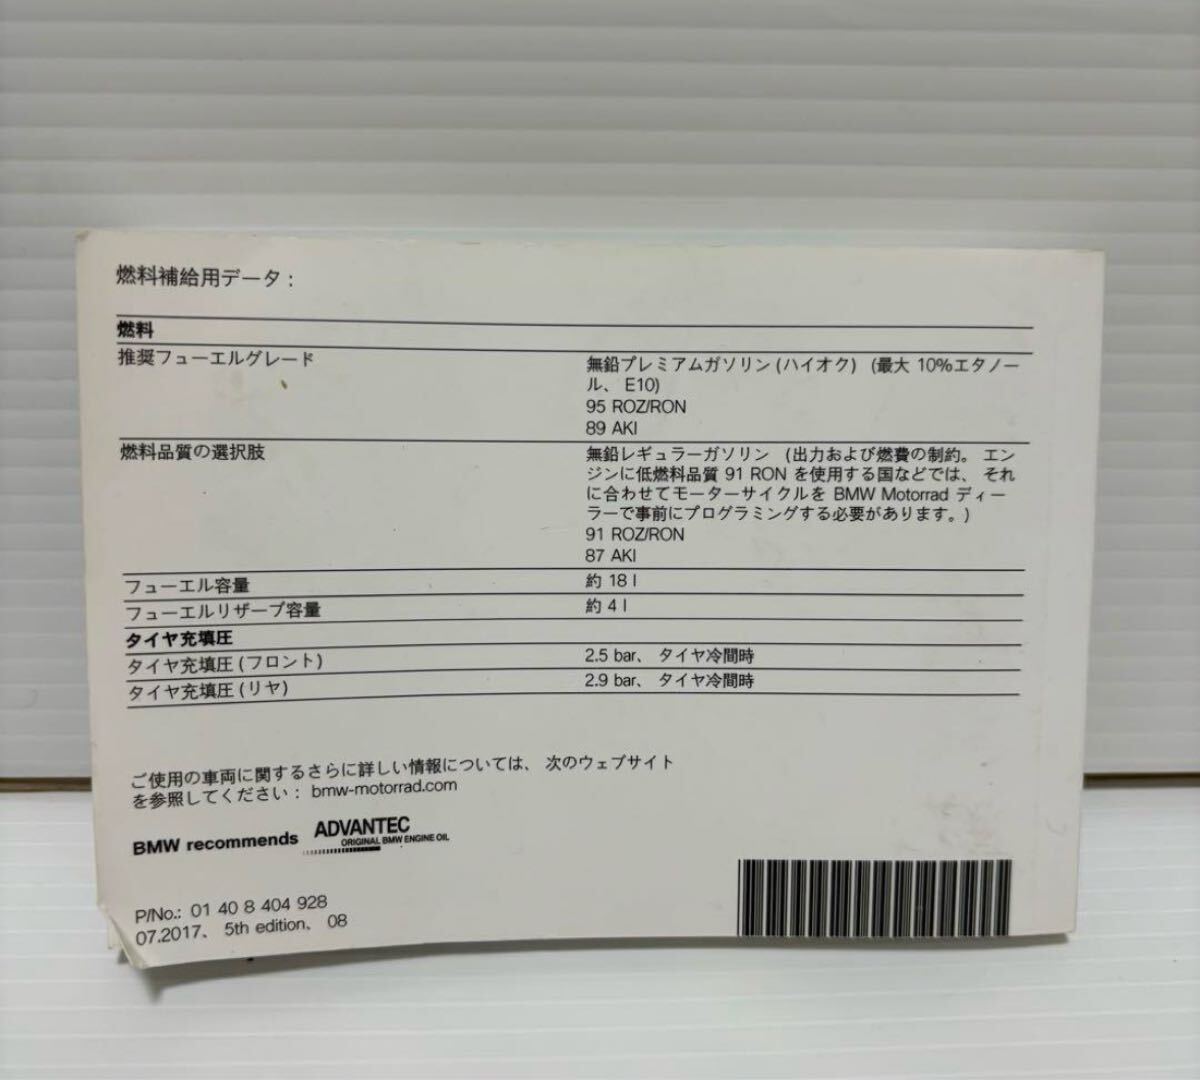 燃料補給用データ:
燃料
推奨フューエルグレード
無鉛プレミアムガソリン(ハイオク) (最大 10%エタノー
ル、 E10)
95 ROZ/RON
89 AKI
燃料品質の選択肢
無鉛レギュラーガソリン (出力および燃費の制約。 エン
ジンに低燃料品質 91 RON を使用する国などでは、 それ
に合わせてモーターサイクルを BMW Motorrad ディー
ラーで事前にプログラミングする必要があります。)
91 ROZ/RON
87 AKI
フューエル容量
約 18 l
フューエルリザーブ容量
約 4 l
タイヤ充填圧
タイヤ充填圧(フロント)
2.5 bar、 タイヤ冷間時
タイヤ充填圧(リヤ)
2.9 bar、 タイヤ冷間時
ご使用の車両に関するさらに詳しい情報については、 次のウェブサイト
を参照してください: bmw-motorrad.com
BMW recommends
ADVANTEC
ORIGINAL BMW ENGINE OIL
P/No.: 01 40 8 404 928
07.2017、 5th edition、 08